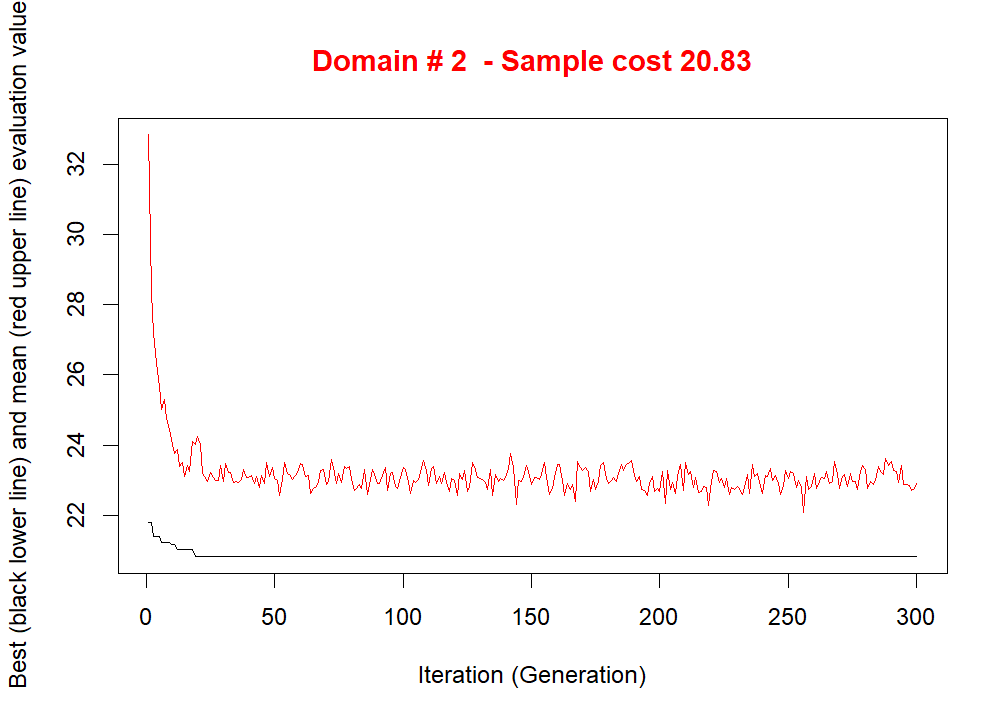 Domain # 2  - Sample cost 20.83
Best (black lower line) and mean (red upper line) evaluation value
32
30
28
26
24
22
0 50 100 150 200 250 300
Iteration (Generation)